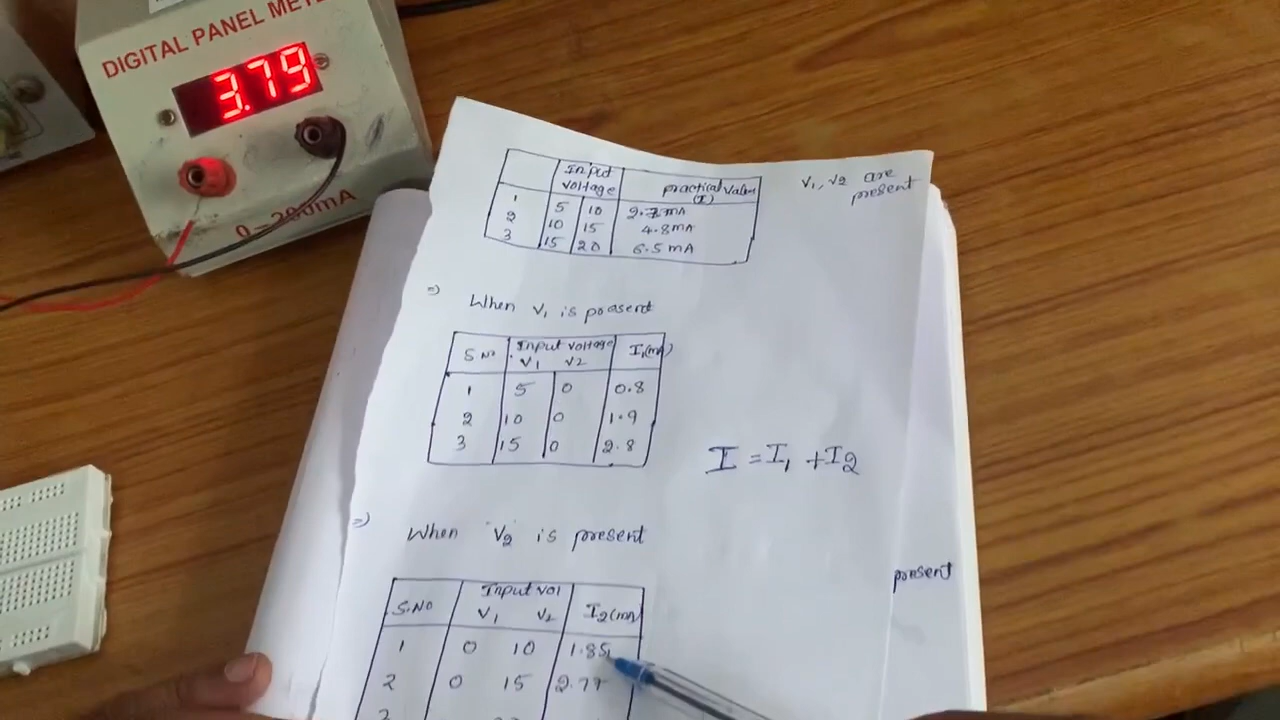 DIGITAL PANEL METE
3.79
0-200mA
Input voltage practical values (I)
1 5 10
2 10 15 4.8mA
3 15 20 6.5mA
V1, V2 are present
=) When V1 is present
S.No Input voltage I1(mA)
V1 V2
1 5 0 0.8
2 10 0 1.9
3 15 0 2.8
I = I1 + I2
=) When V2 is present
present
S.NO Input vol I2(mA)
V1 V2
1 0 10 1.85
2 0 15 2.77